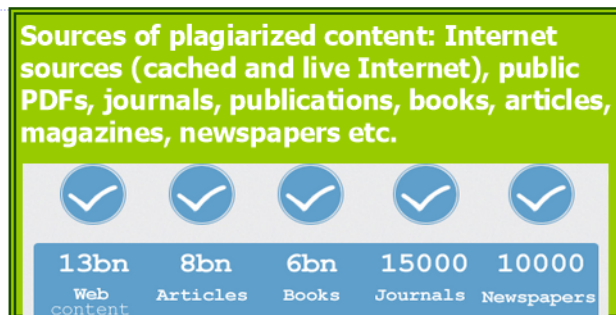 Sources of plagiarized content: Internet
sources (cached and live Internet), public
PDFs, journals, publications, books, articles,
magazines, newspapers etc.
13bn 8bn 6bn 15000 10000
Web Articles Books Journals Newspapers
content